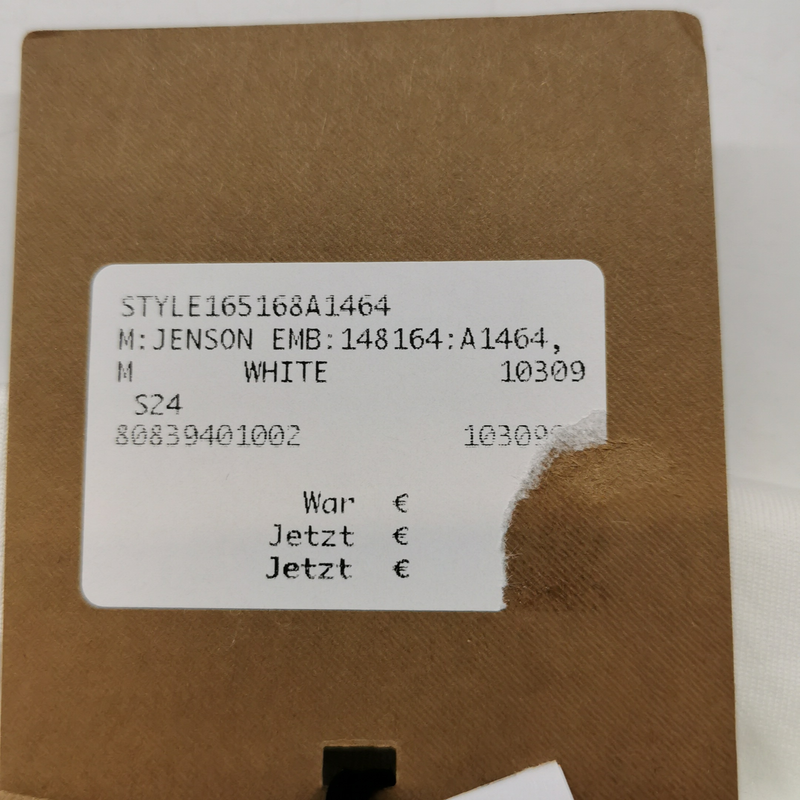 STYLE165168A1464
M:JENSON EMB:148164:A1464,
M WHITE 10309
S24
80839401002
War €
Jetzt €
Jetzt €